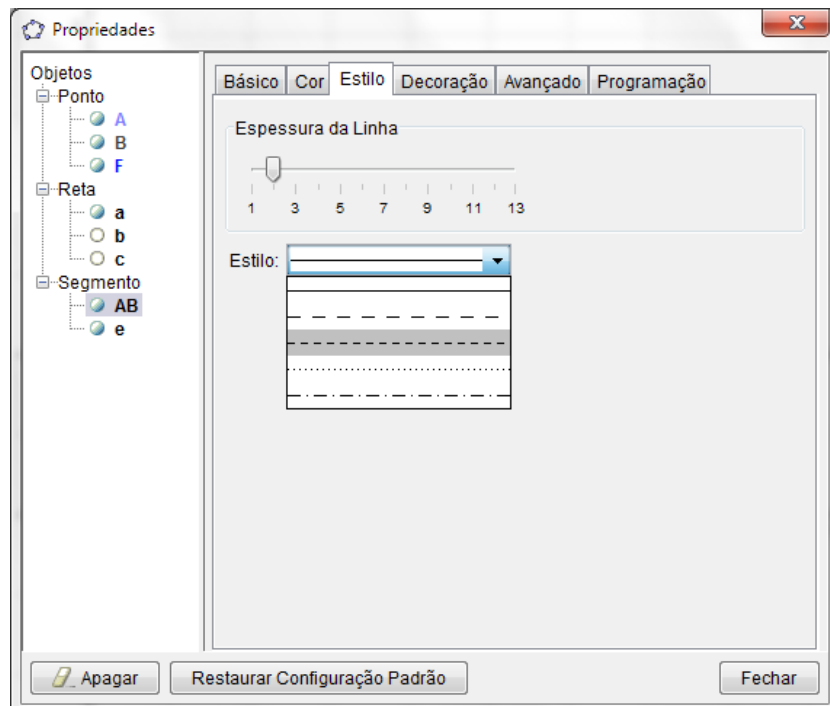 Propriedades
Objetos
Ponto
A
B
F
Reta
a
b
c
Segmento
AB
e
Básico Cor Estilo Decoração Avançado Programação
Espessura da Linha
1 3 5 7 9 11 13
Estilo:
Apagar Restaurar Configuração Padrão Fechar